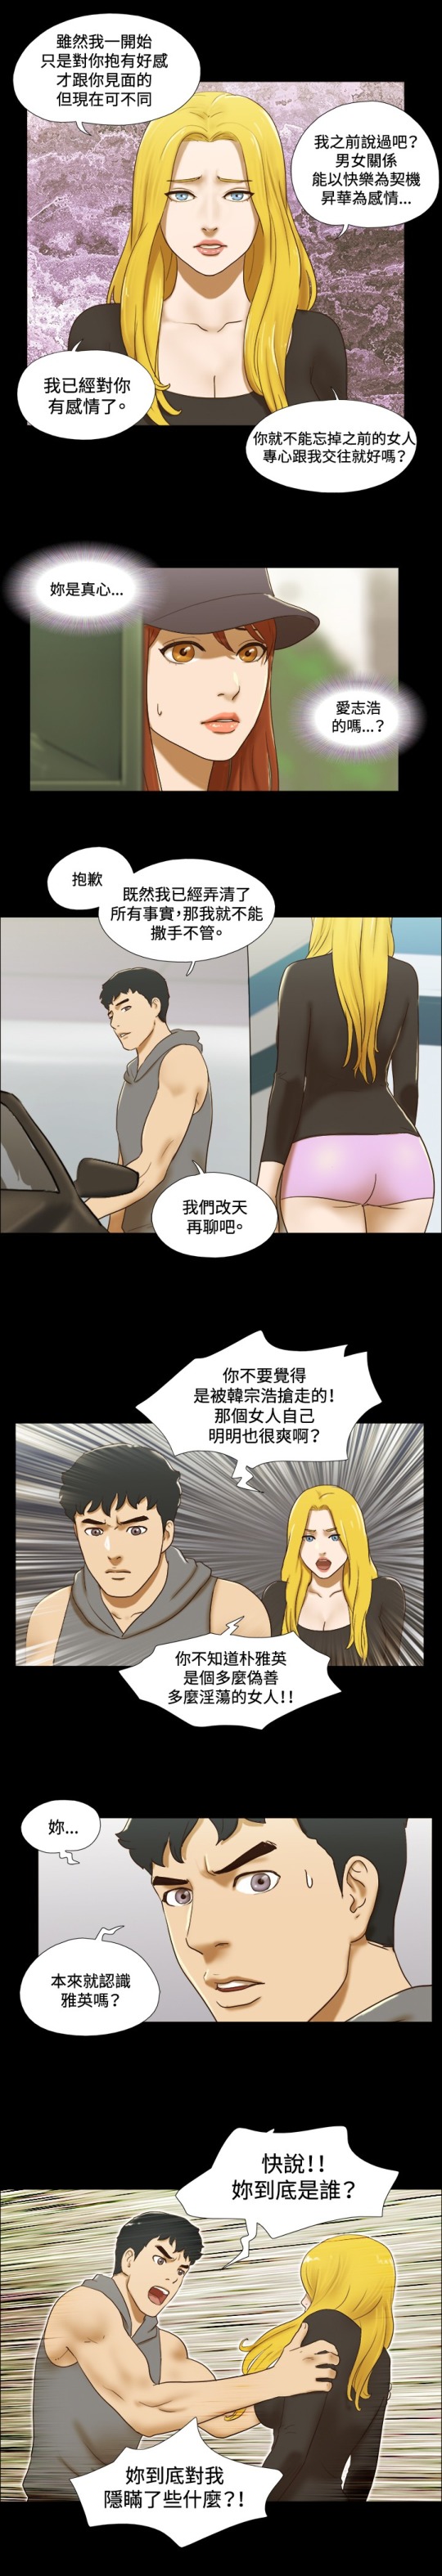 雖然我一開始
只是對你抱有好感
才跟你見面的
但現在可不同
我之前說過吧?
男女關係
能以快樂為契機
昇華為感情...
我已經對你
有感情了。
你就不能忘掉之前的女人
專心跟我交往就好嗎?
妳是真心...
愛志浩
的嗎...?
抱歉
既然我已經弄清了
所有事實,那我就不能
撒手不管。
我們改天
再聊吧。
你不要覺得
是被韓宗浩搶走的!
那個女人自己
明明也很爽啊?
你不知道朴雅英
是個多麼偽善
多麼淫蕩的女人!!
妳...
本來就認識
雅英嗎?
快說!!
妳到底是誰?
妳到底對我
隱瞞了些什麼?!